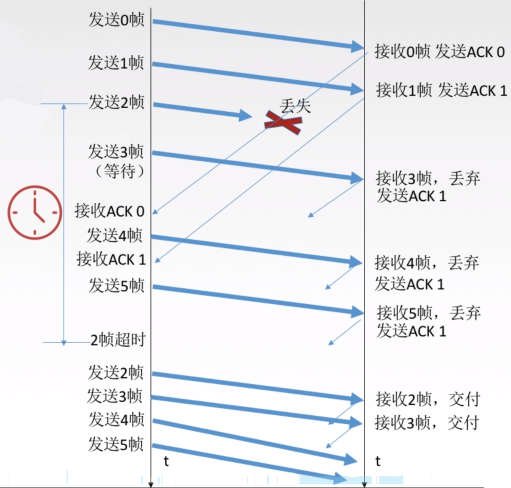 发送0帧
接收0帧 发送ACK 0
发送1帧
接收1帧 发送ACK 1
发送2帧
丢失
发送3帧
（等待）
接收3帧，丢弃
发送ACK 1
接收ACK 0
发送4帧
接收ACK 1
接收4帧，丢弃
发送ACK 1
发送5帧
接收5帧，丢弃
发送ACK 1
2帧超时
发送2帧
发送3帧
接收2帧，交付
发送4帧
接收3帧，交付
发送5帧
t
t